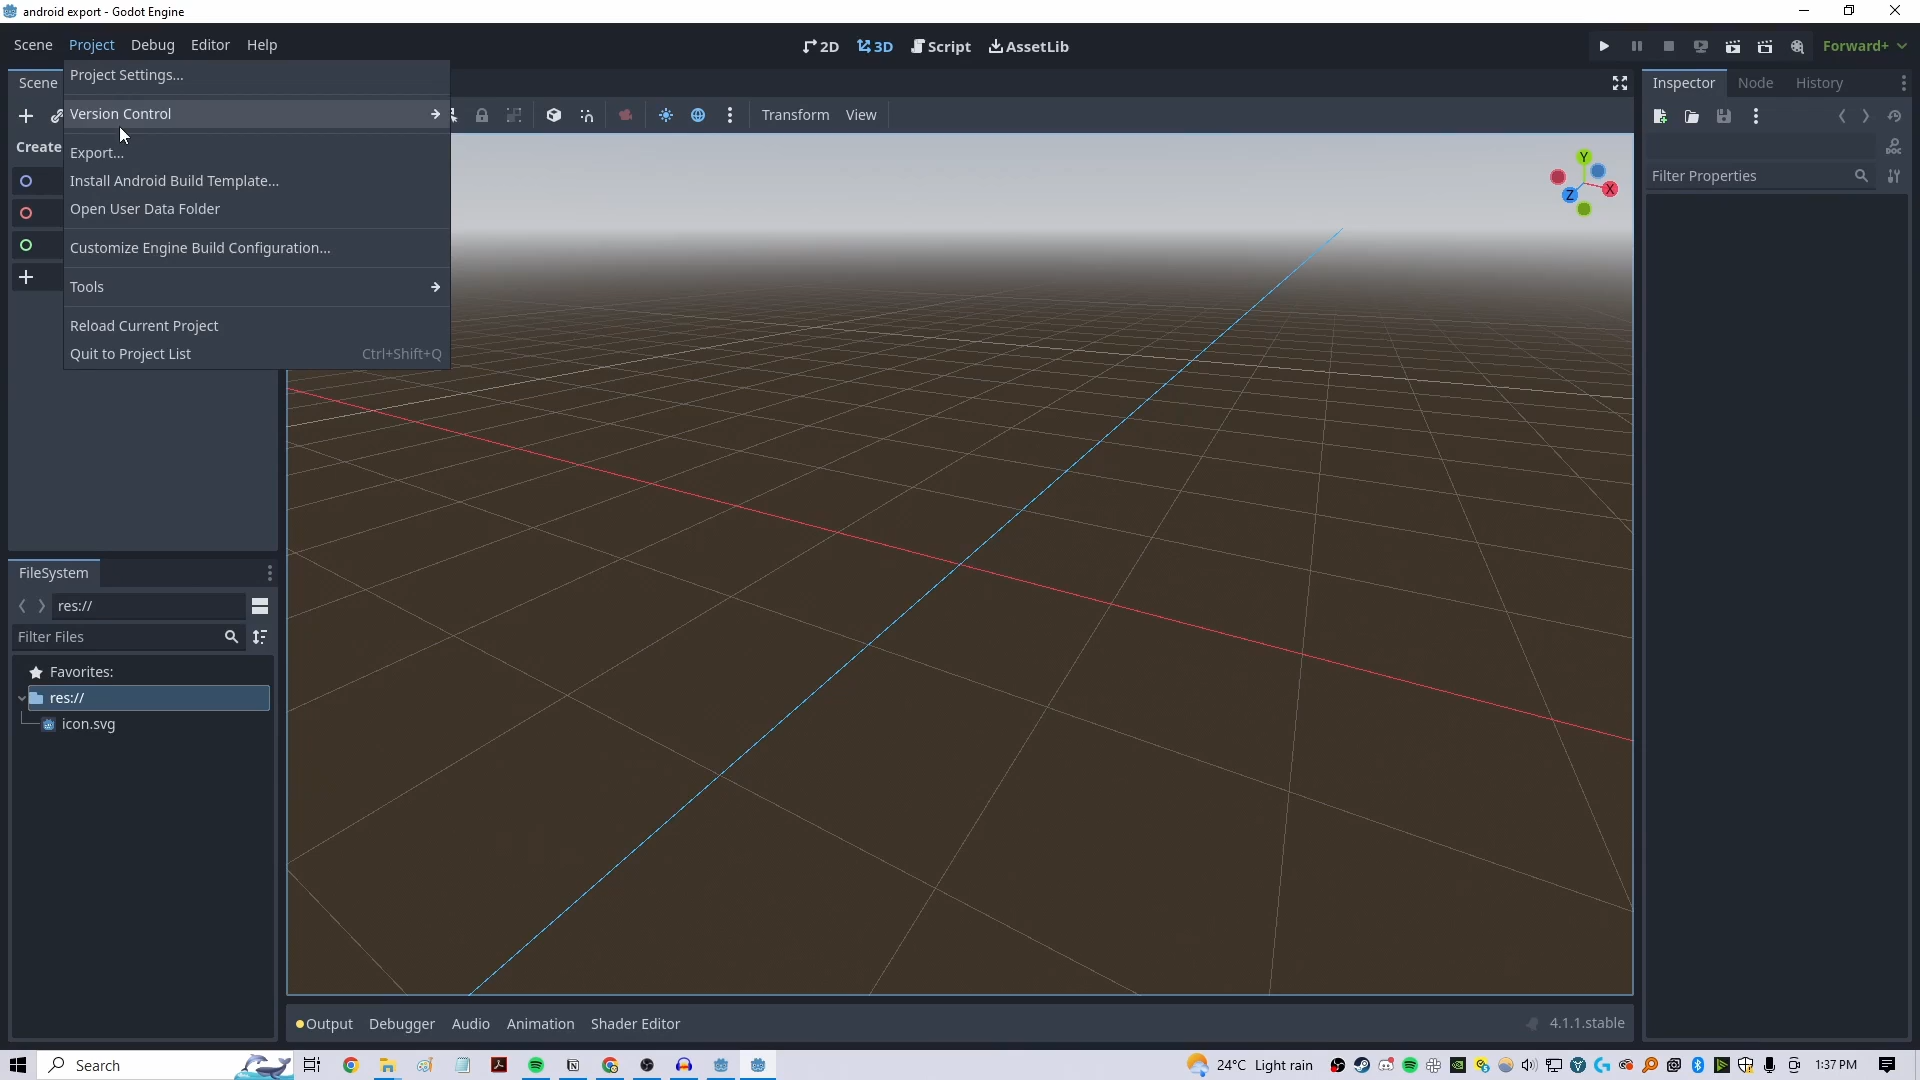 android export - Godot Engine
Scene Project Debug Editor Help
2D 3D Script AssetLib
Forward+
Scene
Project Settings...
Version Control
Create
Export...
Install Android Build Template...
Open User Data Folder
Customize Engine Build Configuration...
Tools
Reload Current Project
Quit to Project List Ctrl+Shift+Q
Transform View
Y
X
Z
Inspector Node History
DOC
Filter Properties
FileSystem
res://
Filter Files
Favorites:
res://
icon.svg
Output Debugger Audio Animation Shader Editor
4.1.1.stable
Search
24°C Light rain
1:37 PM